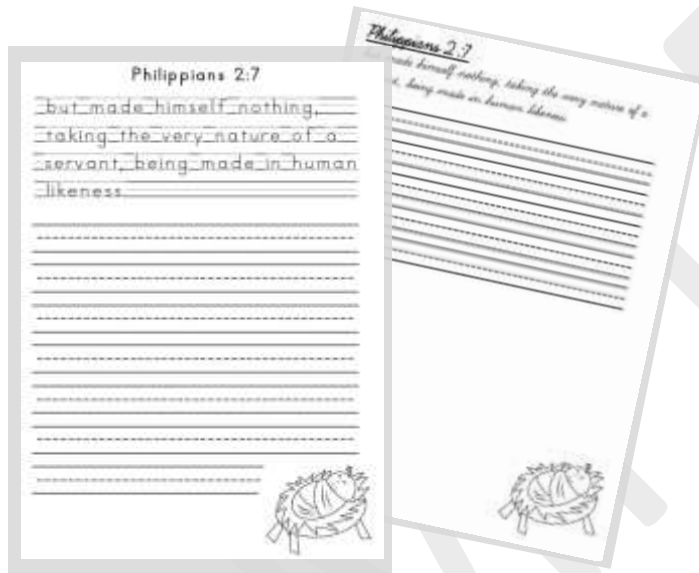 Philippians 2:7
but made himself nothing,
taking the very nature of a
servant, being made in human
likeness.
Philippians 2:7
made himself nothing, taking the very nature of a
being made in human likeness.